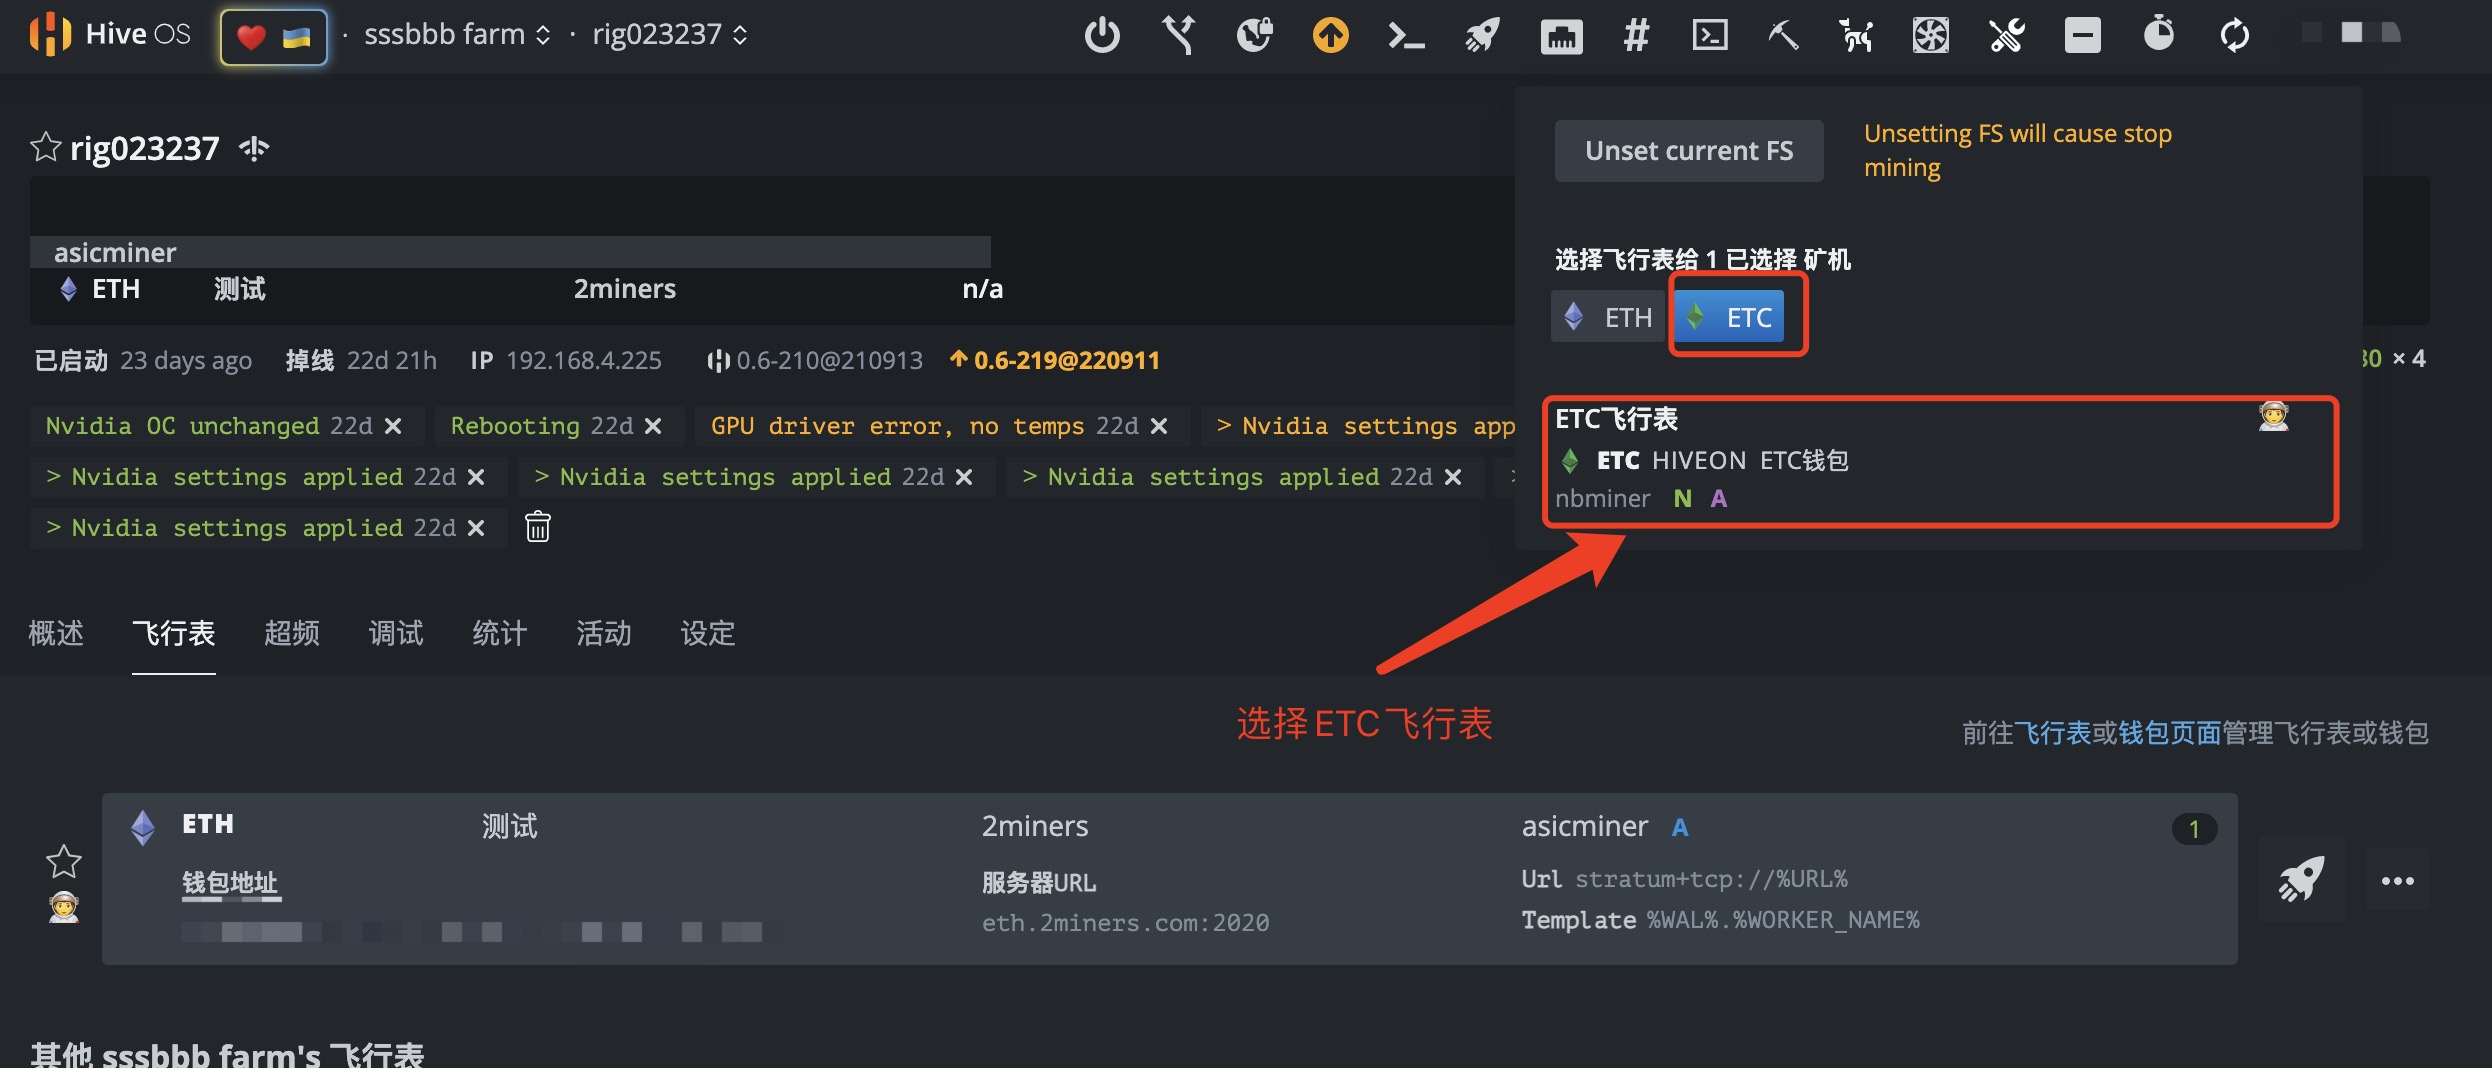 Hive OS · sssbbb farm · rig023237
Unset current FS
Unsetting FS will cause stop
mining
rig023237
asicminer
ETH 测试 2miners n/a
选择飞行表给 1 已选择 矿机
ETH ETC
已启动 23 days ago 掉线 22d 21h IP 192.168.4.225 0.6-210@210913 0.6-219@220911
× 4
ETC飞行表
ETC HIVEON ETC钱包
nbminer N A
Nvidia OC unchanged 22d Rebooting 22d GPU driver error, no temps 22d > Nvidia settings app
> Nvidia settings applied 22d > Nvidia settings applied 22d > Nvidia settings applied 22d >
> Nvidia settings applied 22d
概述 飞行表 超频 调试 统计 活动 设定
选择ETC飞行表
前往飞行表或钱包页面管理飞行表或钱包
ETH 测试 2miners asicminer A 1
钱包地址 服务器URL Url stratum+tcp://%URL%
eth.2miners.com:2020 Template %WAL%.%WORKER_NAME%
其他 sssbbb farm's 飞行表